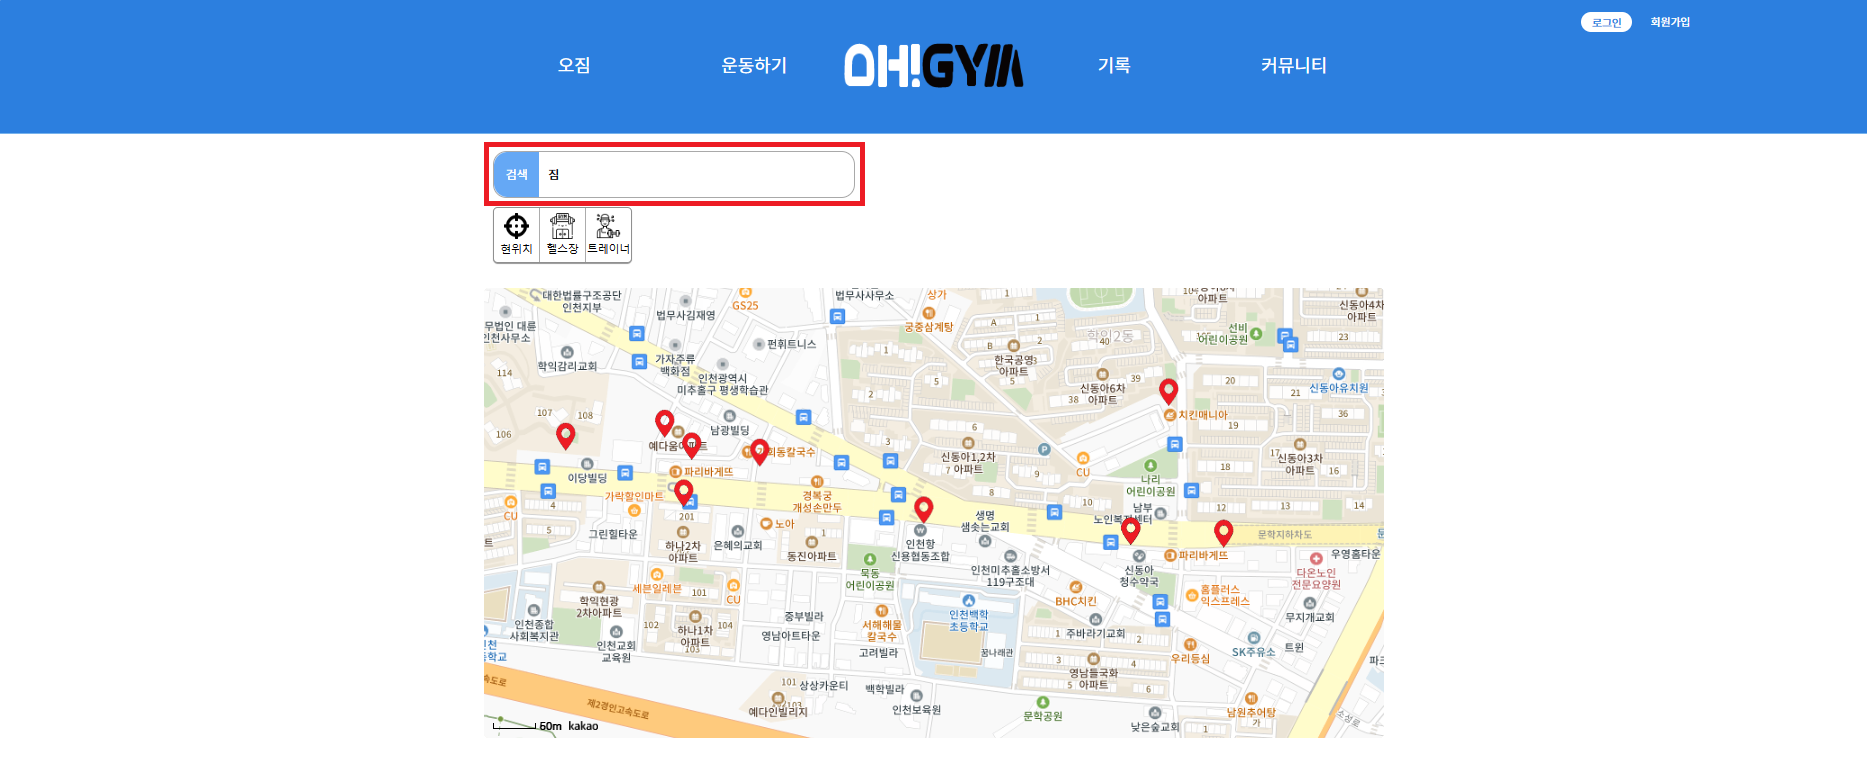 로그인
회원가입
오짐
운동하기
OH!GYM
기록
커뮤니티
검색
짐
현위치
헬스장
트레이너
대한법률구조공단
인천지부
법무사김재영
GS25
법무사사무소
상가
궁중삼계탕
무법인 대륜
인천사무소
학익감리교회
가자주류
백화점
펀휘트니스
인천광역시
미추홀구 평생학습관
114
107
108
106
남광빌딩
예다움아파트
파리바게뜨
가락할인마트
이당빌딩
CU
그린힐타운
201
하나2차
아파트
은혜의교회
노아
동진아파트
경복궁
개성손만두
학익2동
한국공영
아파트
신동아6차
아파트
선비
어린이공원
신동아4차
아파트
신동아유치원
치킨매니아
신동아1,2차
아파트
CU
나리
어린이공원
신동아3차
아파트
생명
샘솟는교회
인천항
신용협동조합
인천미추홀소방서
119구조대
남부
신동아
청수약국
파리바게뜨
문학지하차도
우영홈타운
다온노인
전문요양원
홈플러스
익스프레스
무지개교회
BHC치킨
주바라기교회
우리등심
SK주유소
트윈
세븐일레븐
101
CU
학익현광
2차아파트
인천종합
사회복지관
인천교회
교육원
102
하나1차
아파트
104
103
중부빌라
영남아트타운
묵동
어린이공원
서해해물
칼국수
고려빌라
인천백학
초등학교
꿈나래관
영남들국화
아파트
101
상상카운티
백학빌라
예다인빌리지
인천보육원
문학공원
낮은숲교회
남원추어탕
가
소성로
제2경인고속도로
50m
kakao